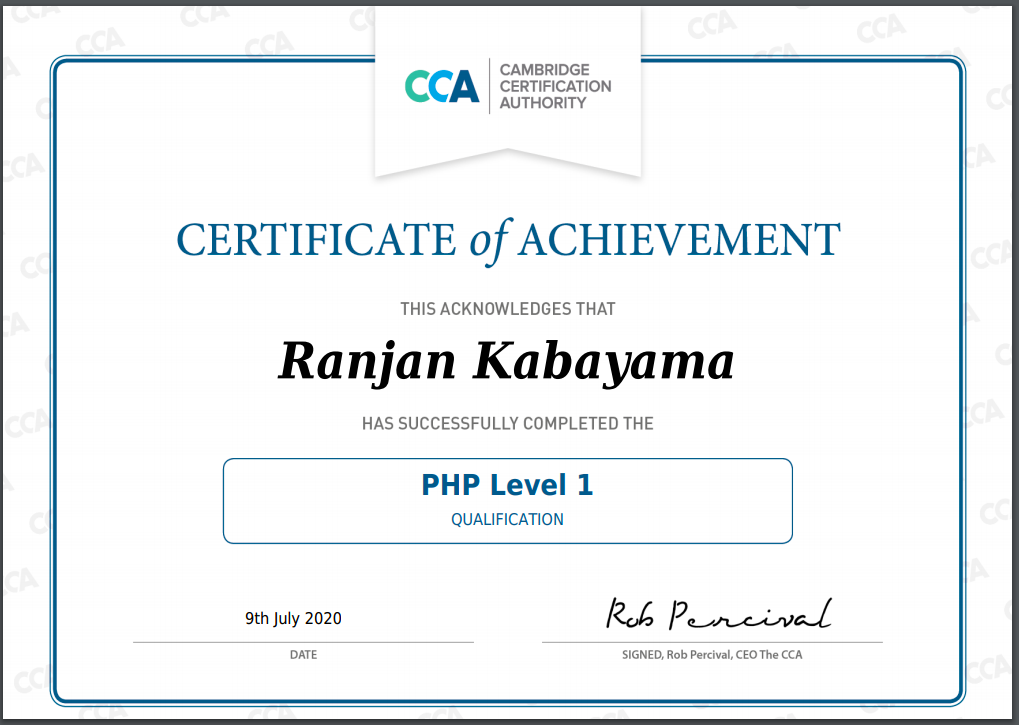 CCA
CAMBRIDGE
CERTIFICATION
AUTHORITY
CERTIFICATE of ACHIEVEMENT
THIS ACKNOWLEDGES THAT
Ranjan Kabayama
HAS SUCCESSFULLY COMPLETED THE
PHP Level 1
QUALIFICATION
9th July 2020
Rob Percival
DATE
SIGNED, Rob Percival, CEO The CCA